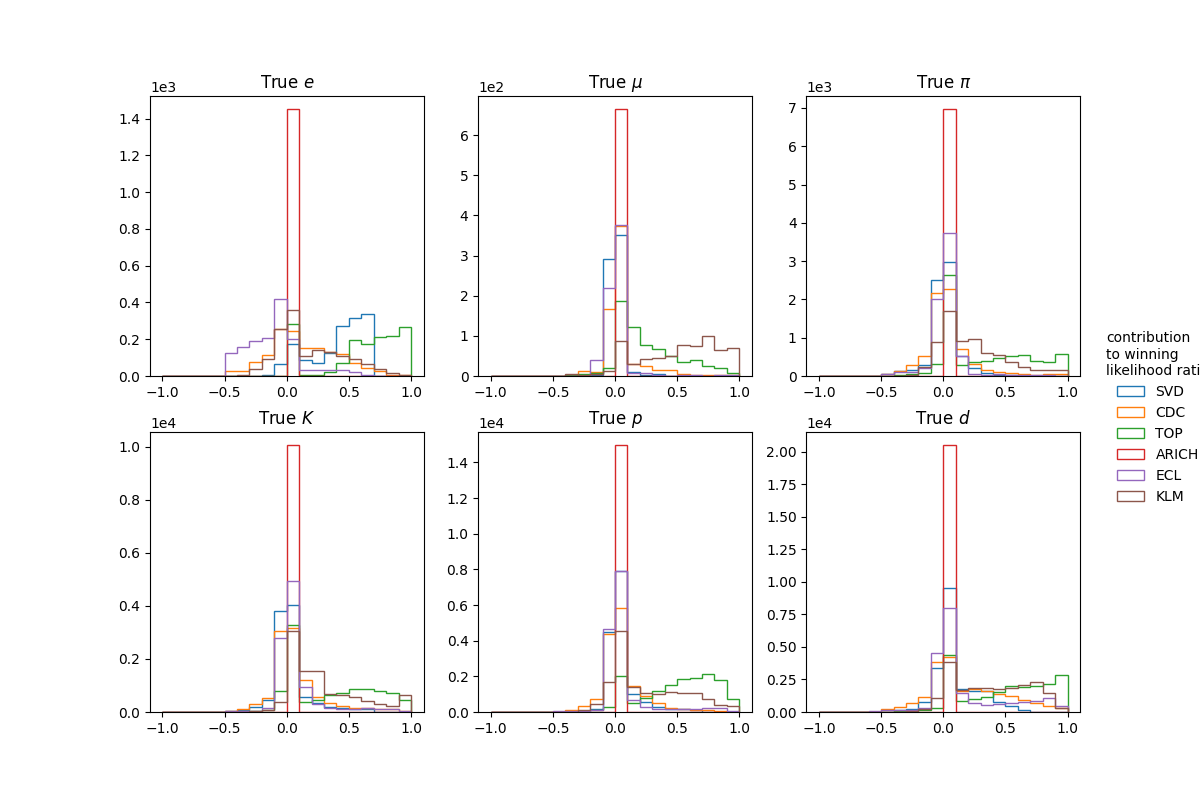 True e
1e3
1.4
1.2
1.0
0.8
0.6
0.4
0.2
0.0
−1.0 −0.5 0.0 0.5 1.0
True μ
1e2
6
5
4
3
2
1
0
−1.0 −0.5 0.0 0.5 1.0
True π
1e3
7
6
5
4
3
2
1
0
−1.0 −0.5 0.0 0.5 1.0
True K
1e4
1.0
0.8
0.6
0.4
0.2
0.0
−1.0 −0.5 0.0 0.5 1.0
True p
1e4
1.4
1.2
1.0
0.8
0.6
0.4
0.2
0.0
−1.0 −0.5 0.0 0.5 1.0
True d
1e4
2.00
1.75
1.50
1.25
1.00
0.75
0.50
0.25
0.00
−1.0 −0.5 0.0 0.5 1.0
contribution
to winning
likelihood rati
SVD
CDC
TOP
ARICH
ECL
KLM